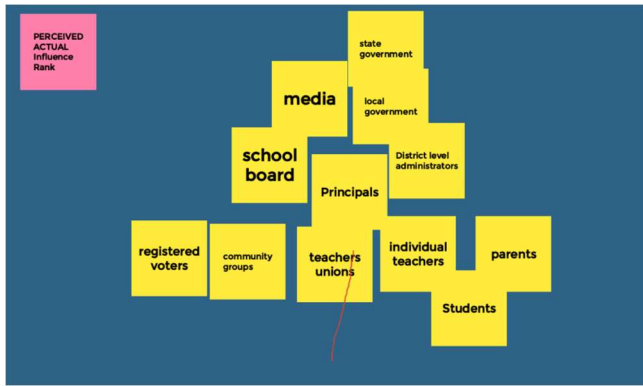 PERCEIVED
ACTUAL
Influence
Rank
state
government
media
local
government
school
board
District level
administrators
Principals
registered
voters
community
groups
teachers
unions
individual
teachers
parents
Students